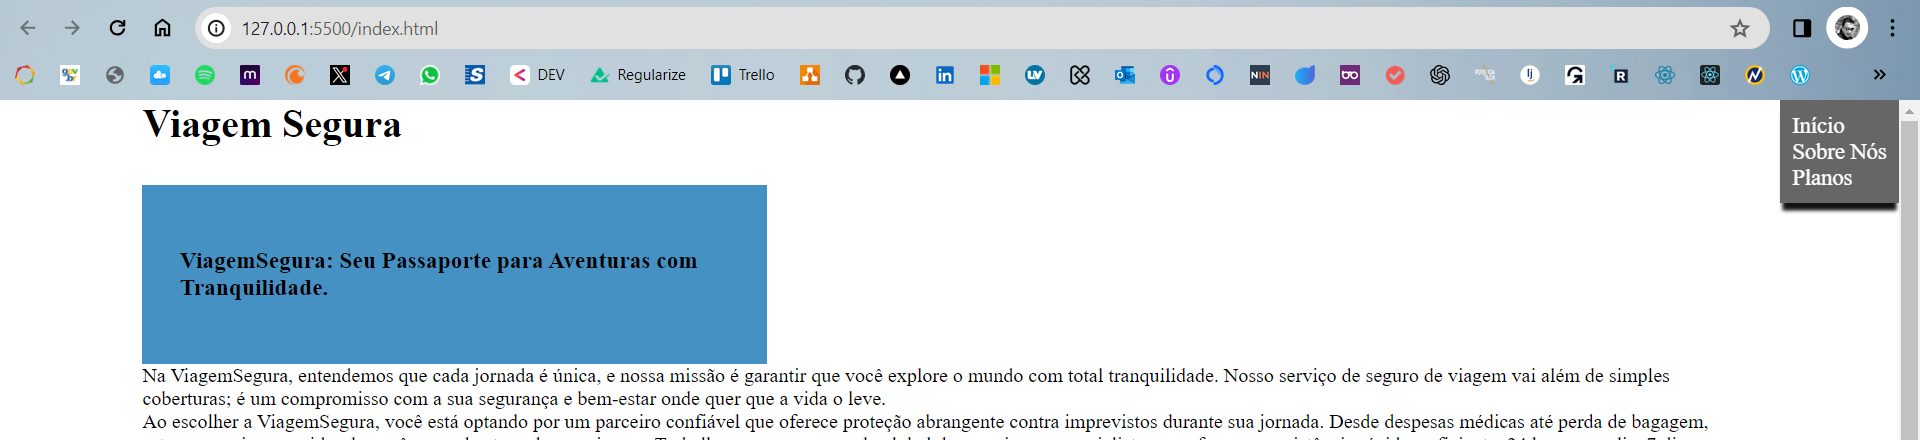 127.0.0.1:5500/index.html
DEV
Regularize
Trello
Viagem Segura
Início
Sobre Nós
Planos
ViagemSegura: Seu Passaporte para Aventuras com
Tranquilidade.
Na ViagemSegura, entendemos que cada jornada é única, e nossa missão é garantir que você explore o mundo com total tranquilidade. Nosso serviço de seguro de viagem vai além de simples
coberturas; é um compromisso com a sua segurança e bem-estar onde quer que a vida o leve.
Ao escolher a ViagemSegura, você está optando por um parceiro confiável que oferece proteção abrangente contra imprevistos durante sua jornada. Desde despesas médicas até perda de bagagem,